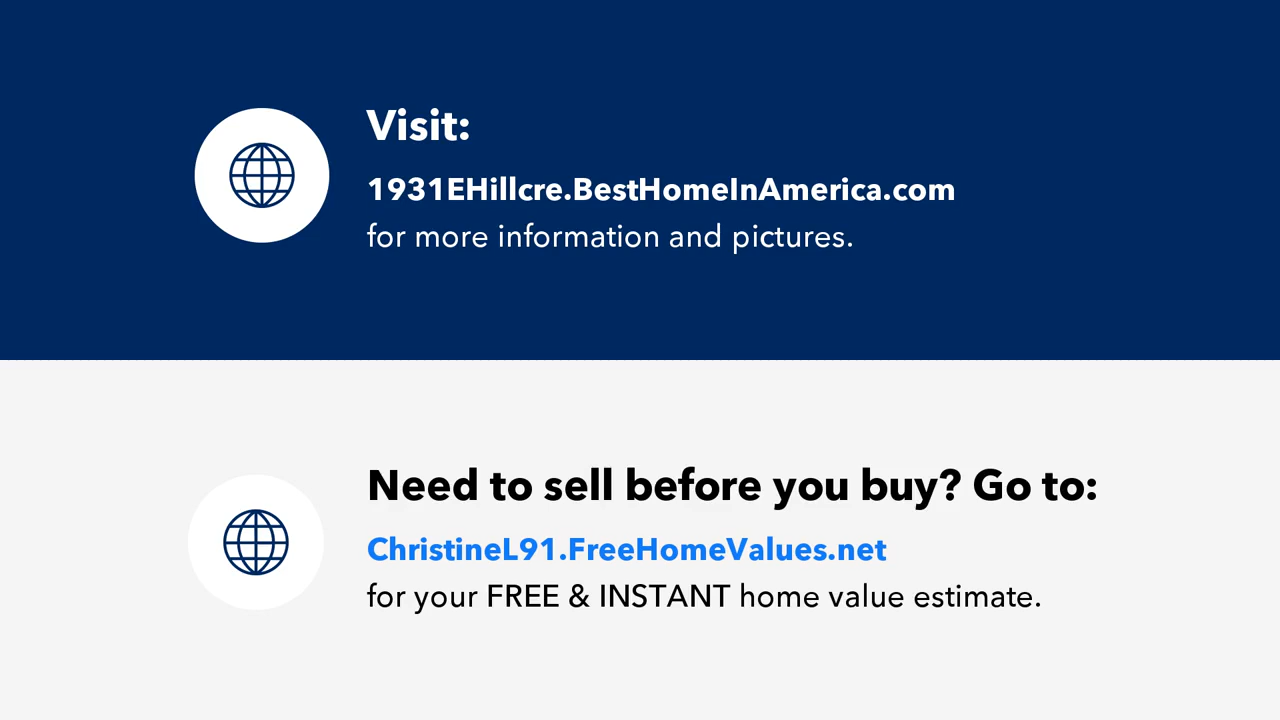 Visit:
1931EHillcre.BestHomeInAmerica.com
for more information and pictures.
Need to sell before you buy? Go to:
ChristineL91.FreeHomeValues.net
for your FREE & INSTANT home value estimate.